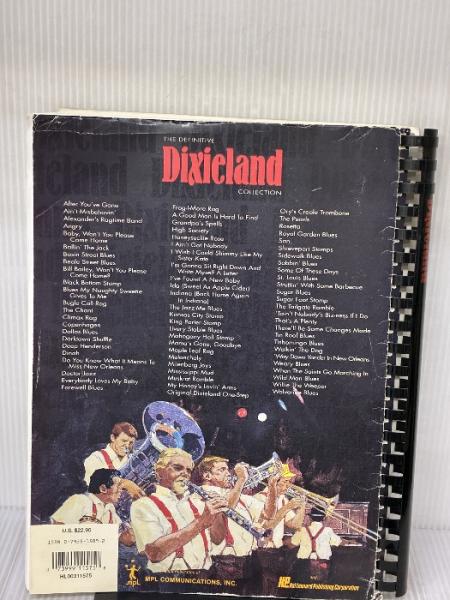 THE DEFINITIVE
Dixieland
COLLECTION
After You've Gone
Ain't Misbehavin'
Alexander's Ragtime Band
Angry
Baby, Won't You Please
Come Home
Ballin' The Jack
Basin Street Blues
Beale Street Blues
Bill Bailey, Won't You Please
Come Home?
Black Bottom Stomp
Blues My Naughty Sweetie
Gives To Me
Bugle Call Rag
The Chant
Climax Rag
Copenhagen
Dallas Blues
Darktown Shuffle
Deep Henderson
Dinah
Do You Know What It Means To
Miss New Orleans
Doctor Jazz
Everybody Loves My Baby
Farewell Blues
Frog-I-More Rag
A Good Man Is Hard To Find
Grandpa's Spells
High Society
Honeysuckle Rose
I Ain't Got Nobody
I Wish I Could Shimmy Like My
Sister Kate
I'm Gonna Sit Right Down And
Write Myself A Letter
I've Found A New Baby
Ida (Sweet As Apple Cider)
Indiana (Back Home Again
In Indiana)
The Jazz Me Blues
Kansas City Stomp
King Porter Stomp
Livery Stable Blues
Mahogany Hall Stomp
Mama's Gone, Goodbye
Maple Leaf Rag
Melancholy
Milenberg Joys
Mississippi Mud
Muskrat Ramble
My Honey's Lovin' Arms
Original Dixieland One-Step
Ory's Creole Trombone
The Pearls
Rosetta
Royal Garden Blues
Shreveport Stomps
Sidewalk Blues
Sobbin' Blues
Some Of These Days
St. Louis Blues
Struttin' With Some Barbecue
Sugar Blues
Sugar Foot Stomp
The Tailgate Ramble
'Tain't Nobody's Business If I Do
That's A Plenty
There'll Be Some Changes Made
Tin Roof Blues
Tishomingo Blues
Walkin' The Dog
'Way Down Yonder In New Orleans
Weary Blues
When The Saints Go Marching In
Wild Man Blues
Willie The Weeper
Wolverine Blues
U.S. $22.95
HL00311575
mpl
MPL COMMUNICATIONS, INC.
Hal Leonard Publishing Corporation